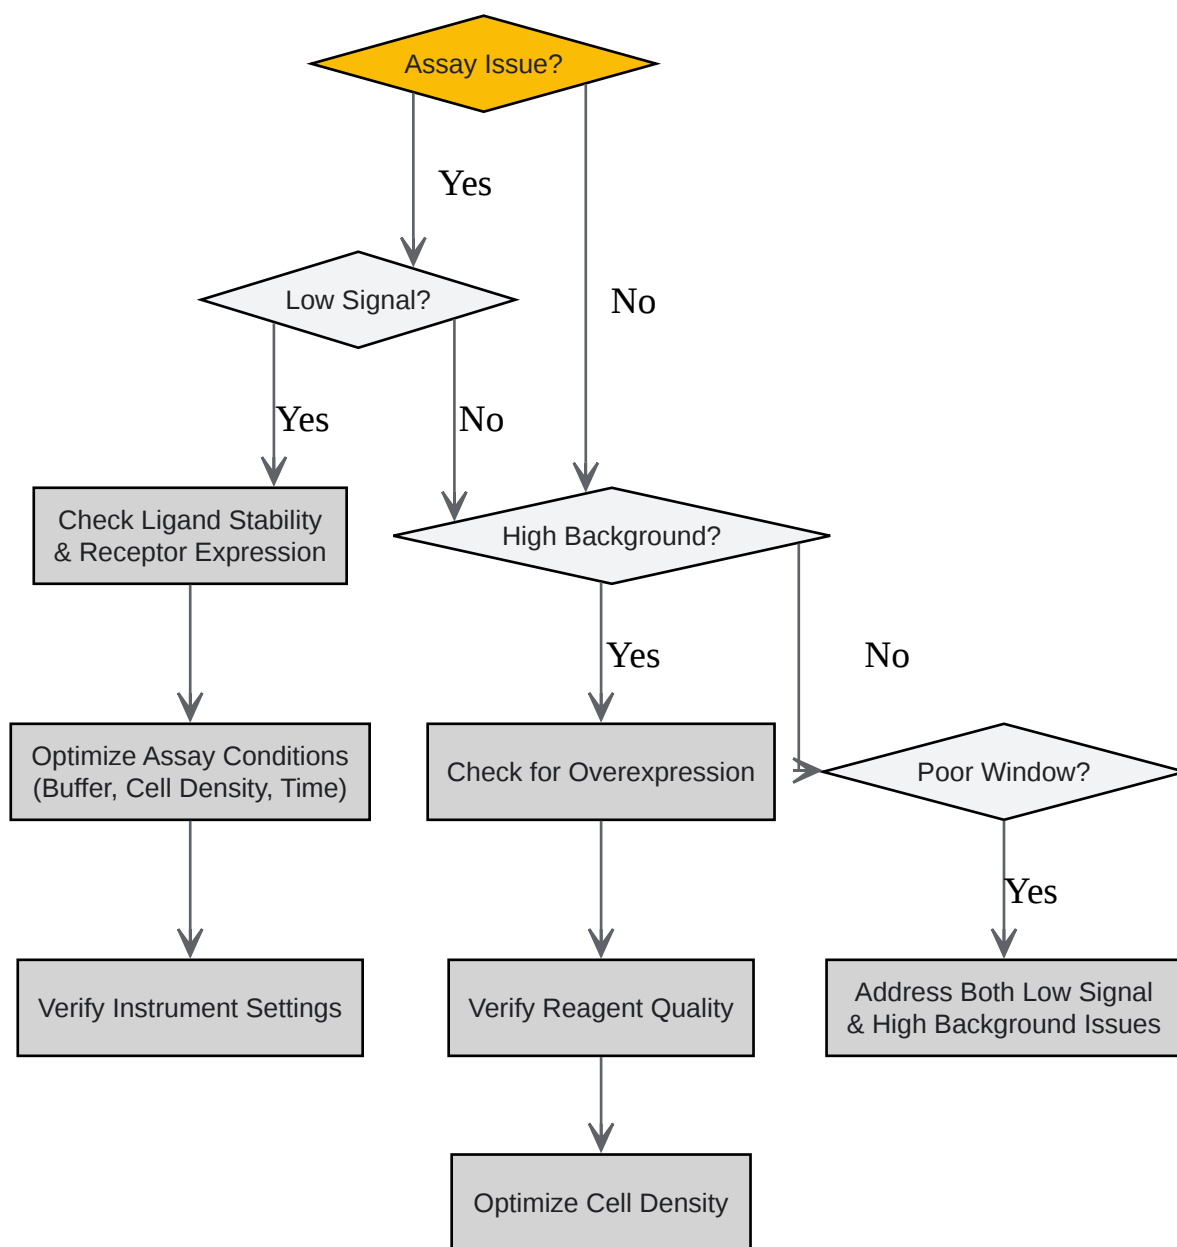 Assay Issue?
Yes
Low Signal?
No
Yes
No
Check Ligand Stability
& Receptor Expression
High Background?
Yes
No
Optimize Assay Conditions
(Buffer, Cell Density, Time)
Check for Overexpression
Poor Window?
Yes
Verify Instrument Settings
Verify Reagent Quality
Address Both Low Signal
& High Background Issues
Optimize Cell Density